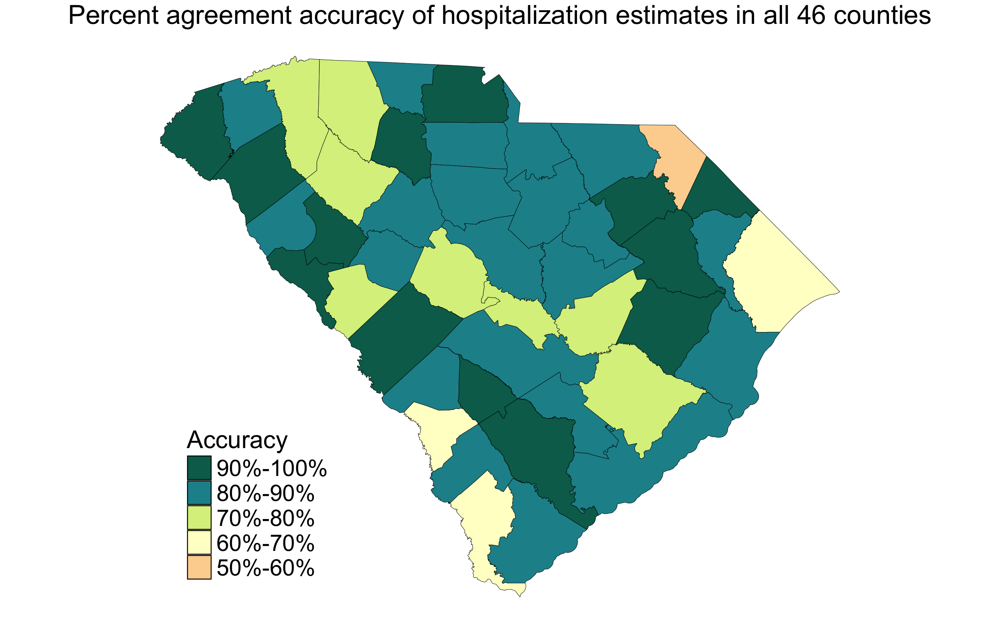 Percent agreement accuracy of hospitalization estimates in all 46 counties
Accuracy
90%-100%
80%-90%
70%-80%
60%-70%
50%-60%